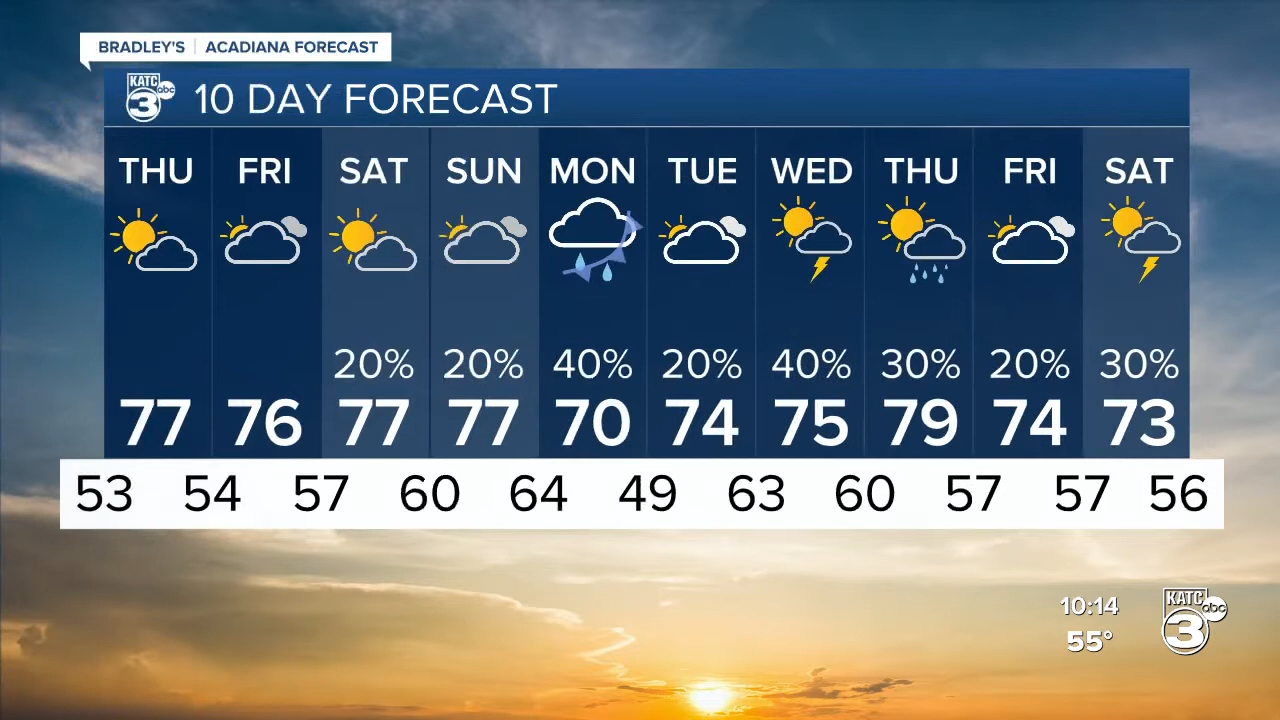 BRADLEY'S | ACADIANA FORECAST
KATC abc 3 10 DAY FORECAST
THU FRI SAT SUN MON TUE WED THU FRI SAT
20% 20% 40% 20% 40% 30% 20% 30%
77 76 77 77 70 74 75 79 74 73
53 54 57 60 64 49 63 60 57 57 56
10:14
55°
KATC abc 3